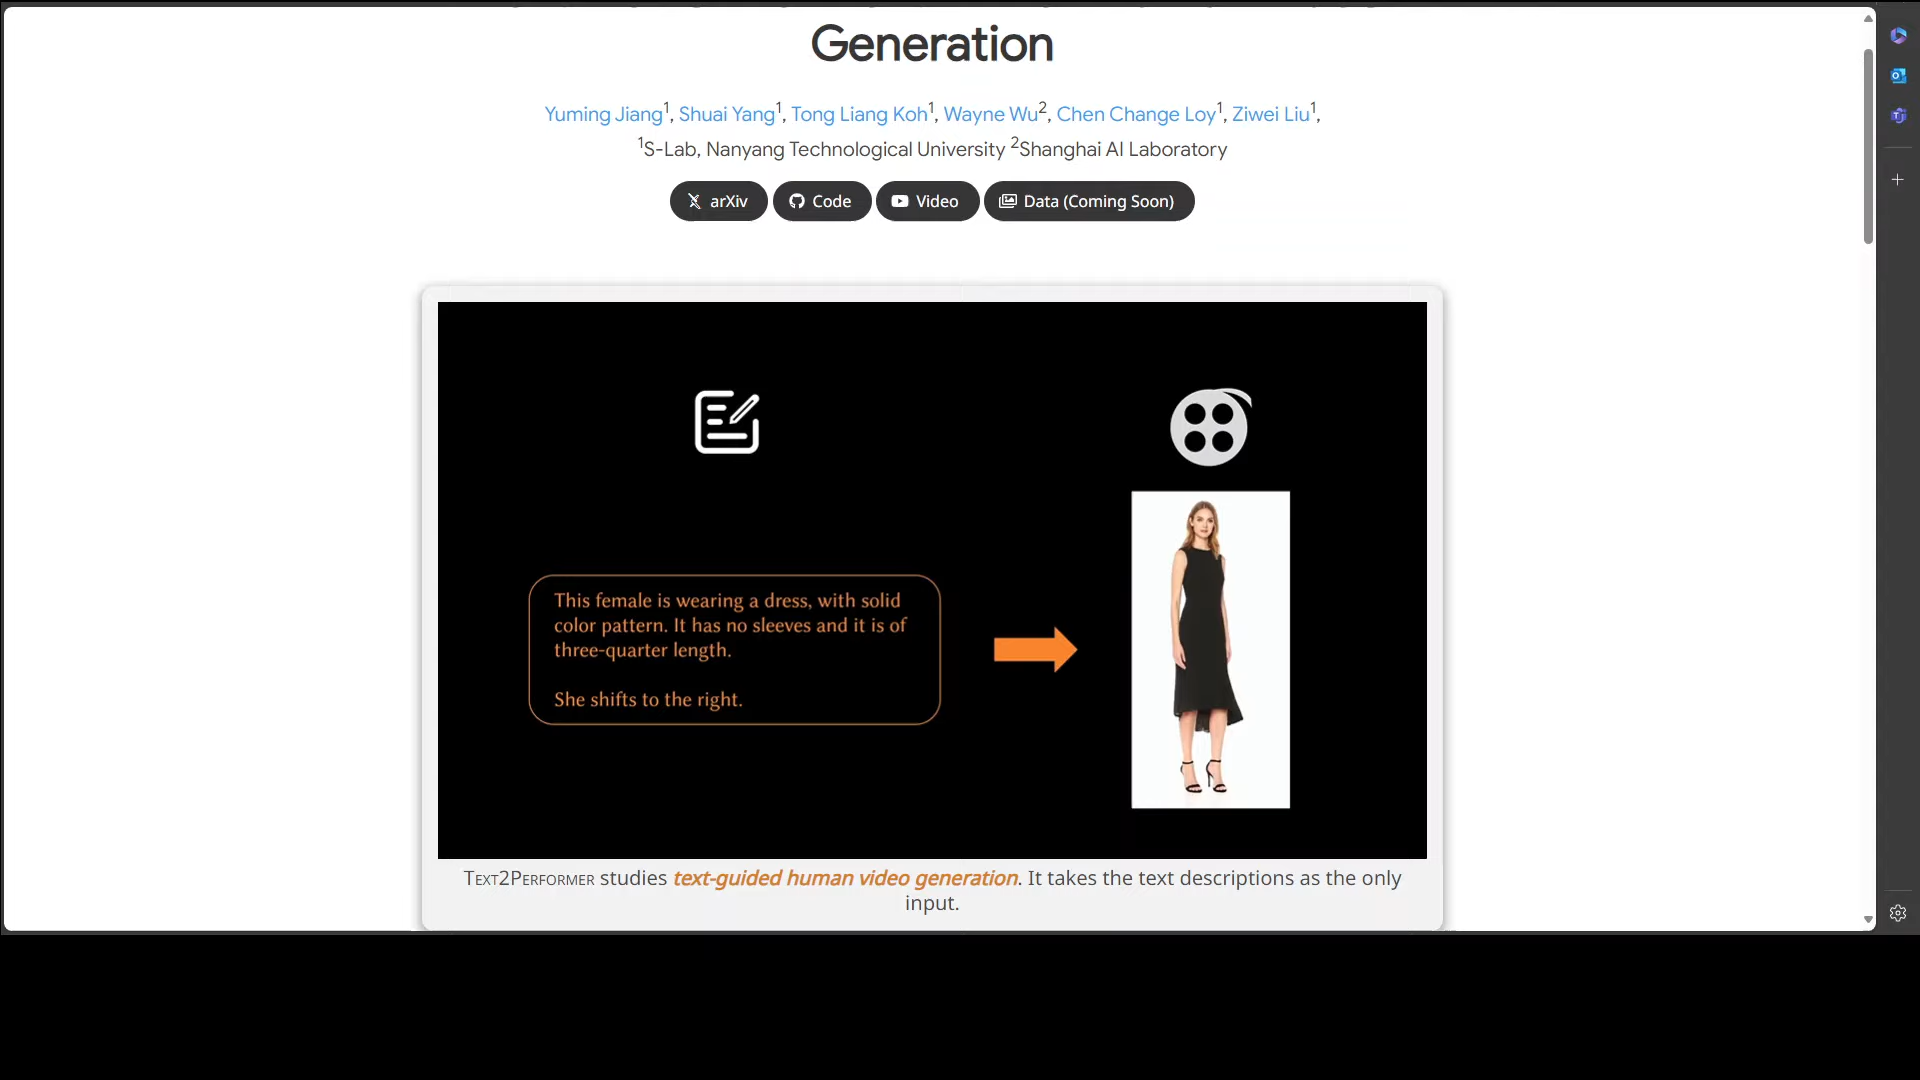 Generation
Yuming Jiang1, Shuai Yang1, Tong Liang Koh1, Wayne Wu2, Chen Change Loy1, Ziwei Liu1,
1S-Lab, Nanyang Technological University 2Shanghai AI Laboratory
arXiv Code Video Data (Coming Soon)
This female is wearing a dress, with solid
color pattern. It has no sleeves and it is of
three-quarter length.
She shifts to the right.
TEXT2PERFORMER studies text-guided human video generation. It takes the text descriptions as the only
input.